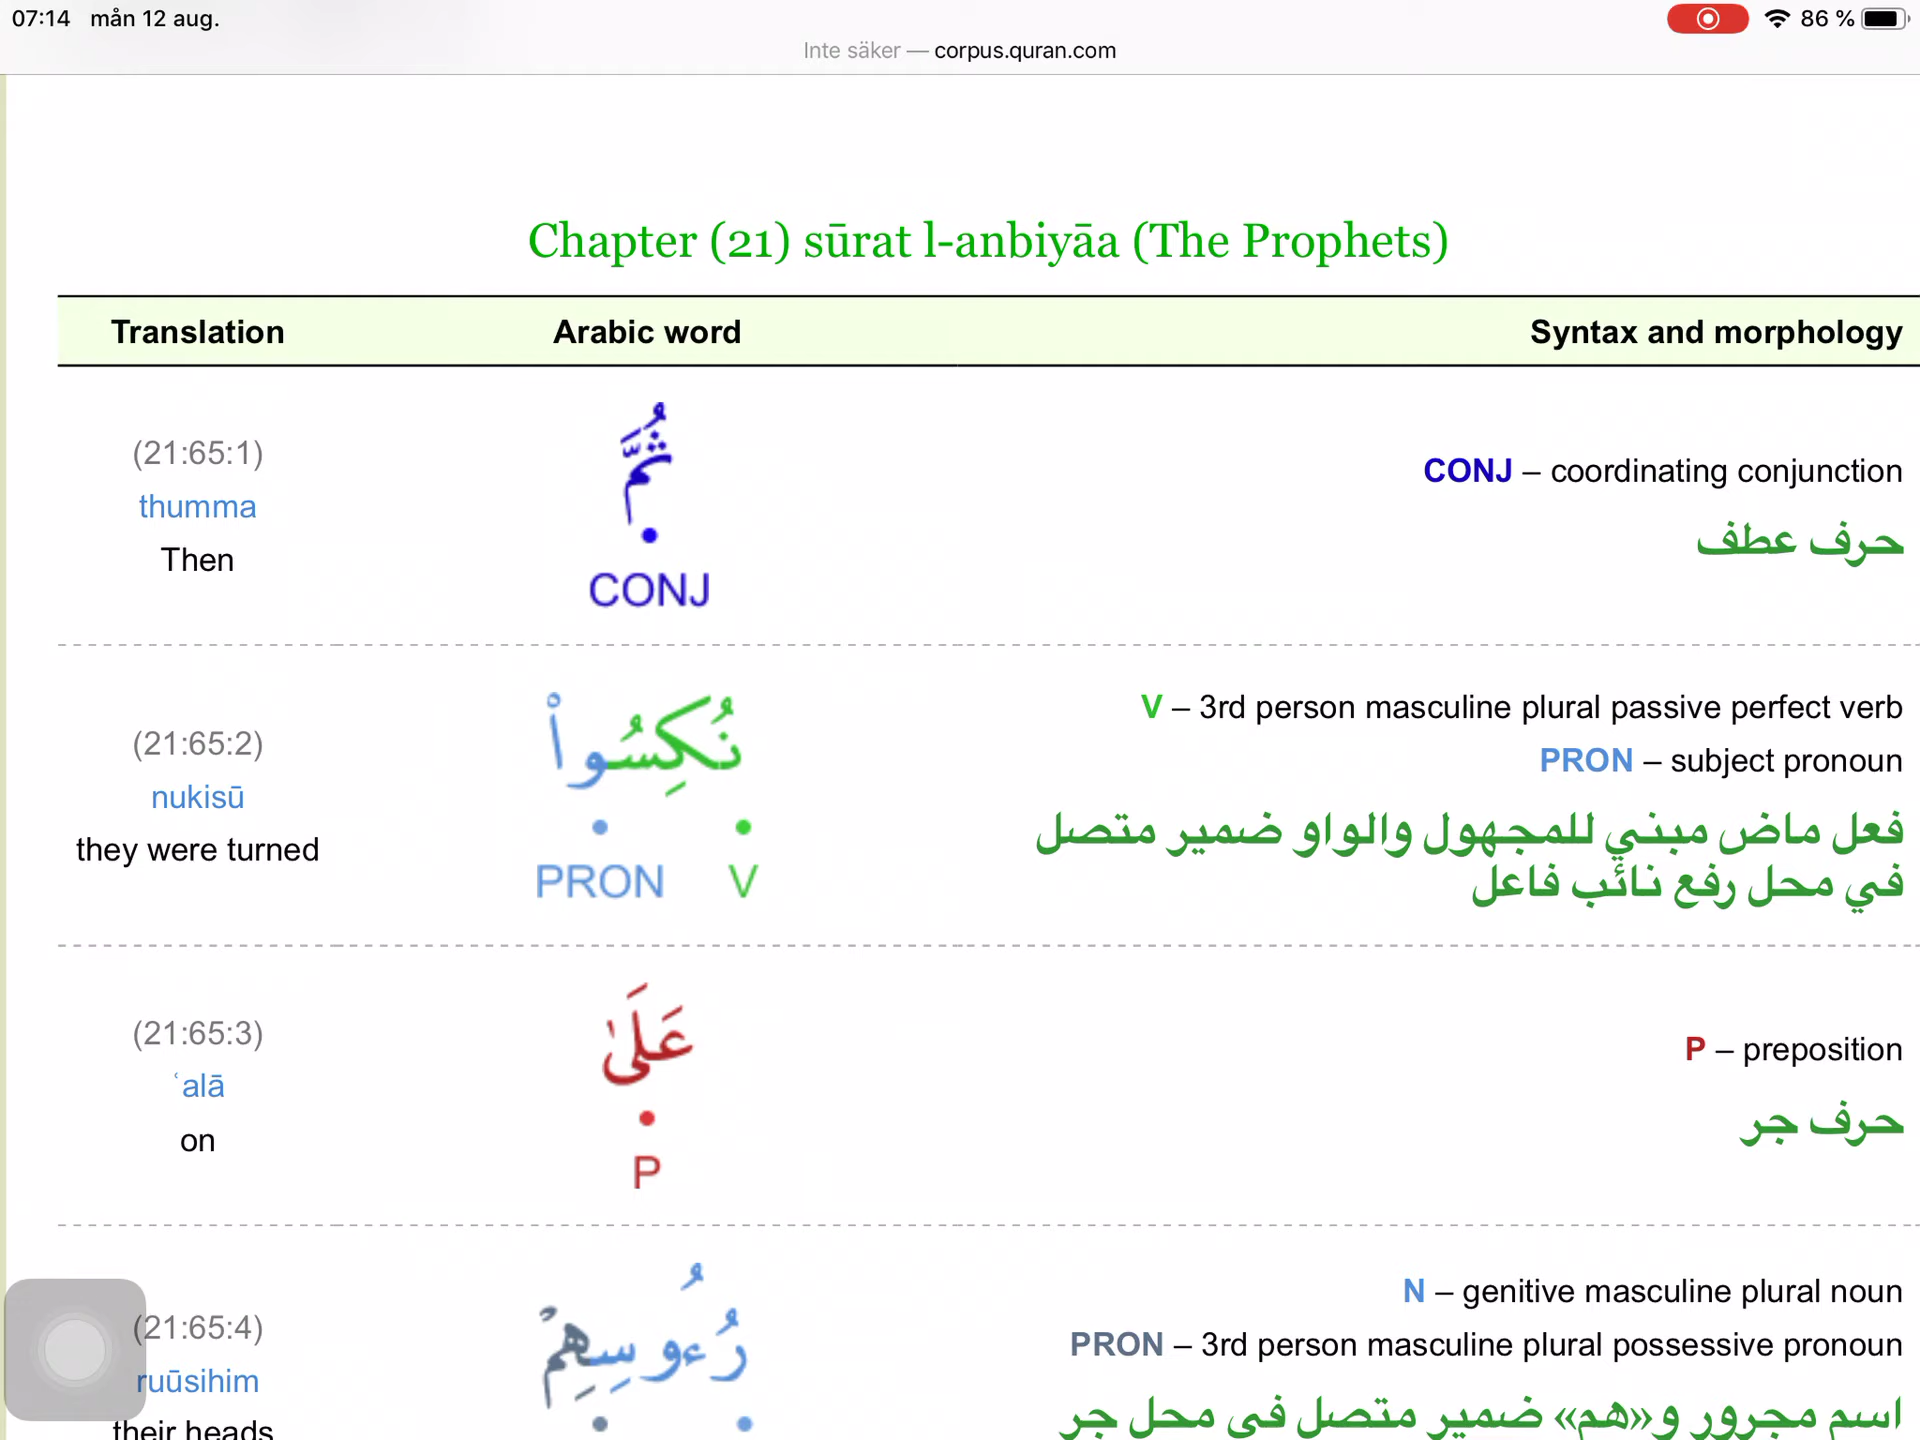 07:14 mån 12 aug.
86 %
Inte säker — corpus.quran.com
Chapter (21) sūrat l-anbiyāa (The Prophets)
Translation Arabic word Syntax and morphology
(21:65:1)
thumma
Then
ثُمَّ
CONJ
CONJ – coordinating conjunction
حرف عطف
(21:65:2)
nukisū
they were turned
نُكِسُوا۟
PRON V
V – 3rd person masculine plural passive perfect verb
PRON – subject pronoun
فعل ماض مبني للمجهول والواو ضمير متصل
في محل رفع نائب فاعل
(21:65:3)
ʿalā
on
عَلَىٰ
P
P – preposition
حرف جر
(21:65:4)
ruūsihim
their heads
رُءُوسِهِمْ
N – genitive masculine plural noun
PRON – 3rd person masculine plural possessive pronoun
اسم مجرور و«هم» ضمير متصل في محل جر